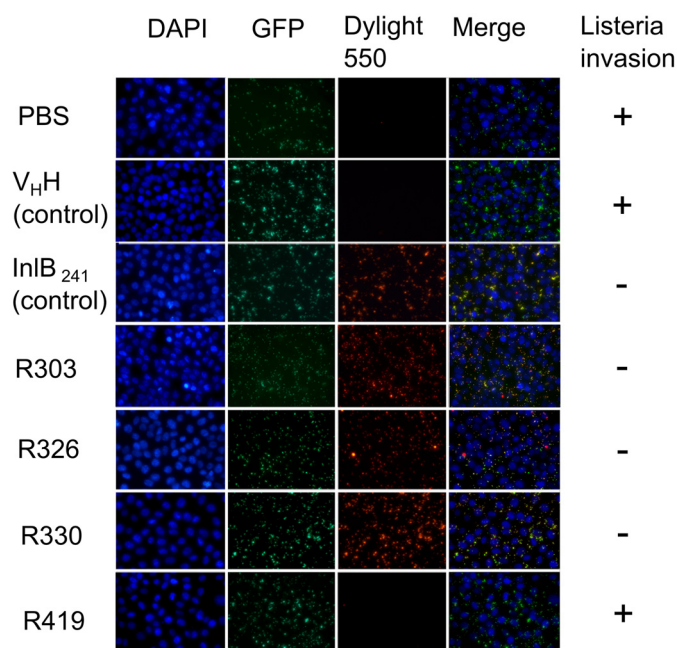 DAPI GFP Dylight 550 Merge Listeria invasion
PBS +
VHH (control) +
InlB 241 (control) -
R303 -
R326 -
R330 -
R419 +